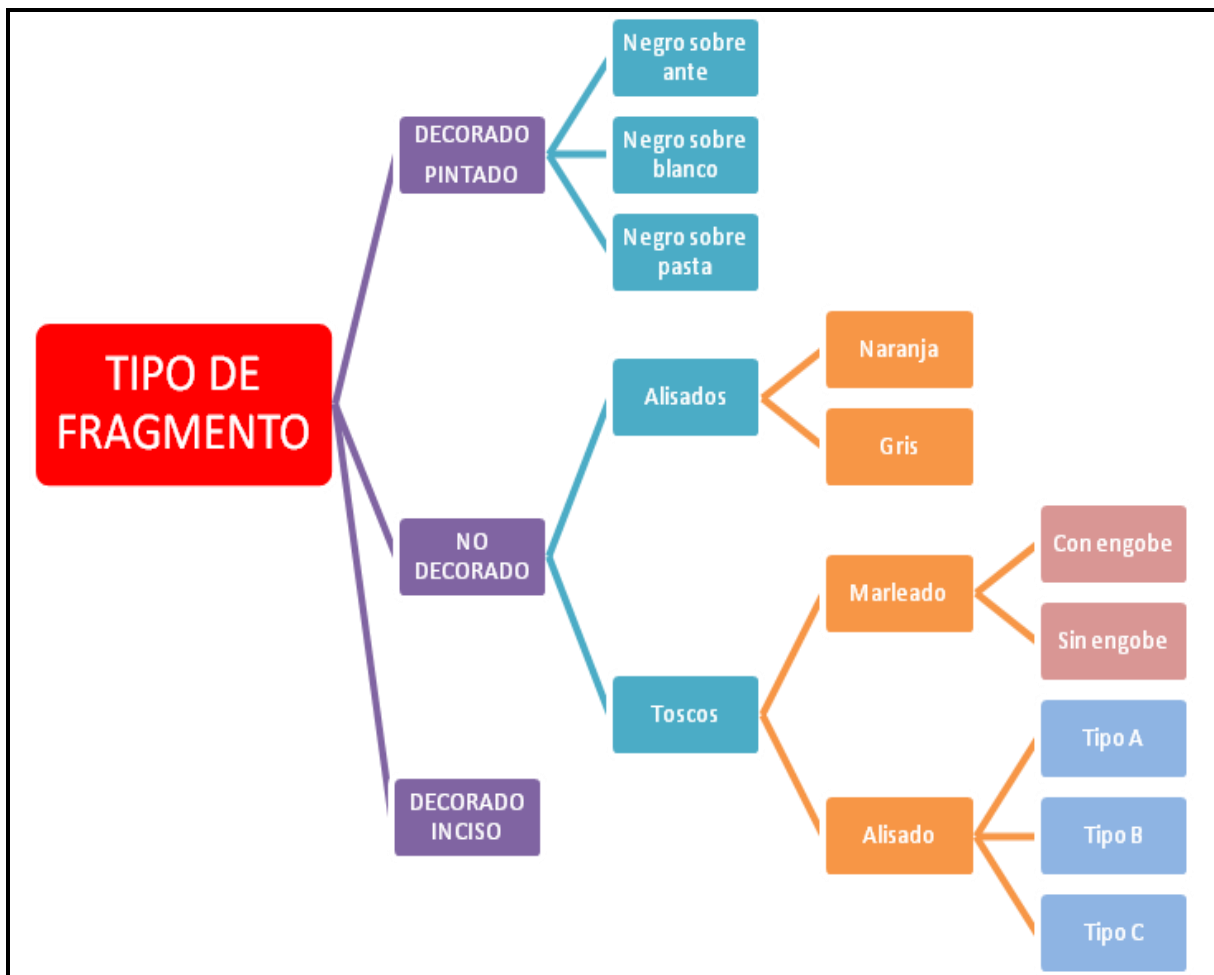 TIPO DE
FRAGMENTO
DECORADO
PINTADO
Negro sobre
ante
Negro sobre
blanco
Negro sobre
pasta
NO
DECORADO
Alisados
Naranja
Gris
Toscos
Marleado
Con engobe
Sin engobe
Alisado
Tipo A
Tipo B
Tipo C
DECORADO
INCISO